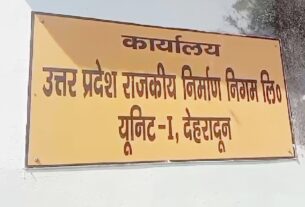 कार्यालय
उत्तर प्रदेश राजकीय निर्माण निगम लि०
यूनिट-I, देहरादून